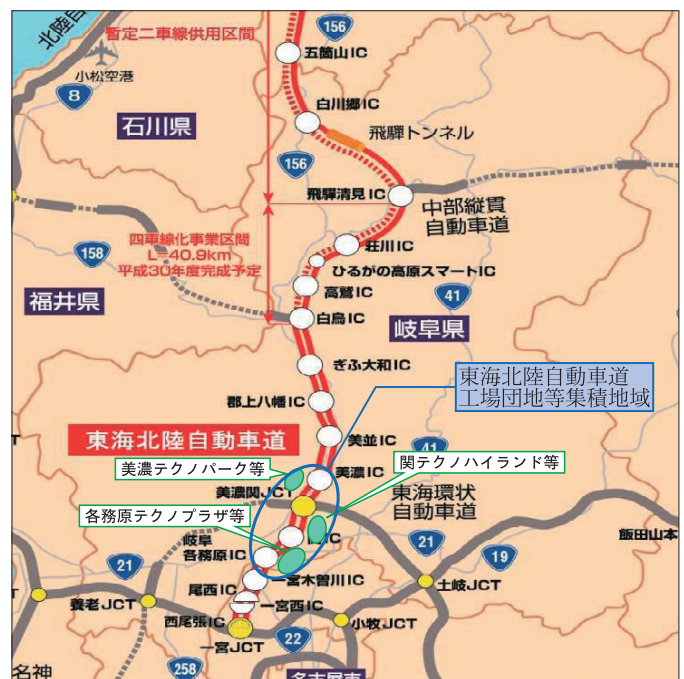 北陸自
156
暫定二車線供用区間
五箇山IC
小松空港
8
白川郷IC
石川県
飛驒トンネル
156
飛驒清見IC
中部縦貫
自動車道
四車線化事業区間
L=40.9km
平成30年度完成予定
荘川IC
158
ひるがの高原スマートIC
高鷲IC
41
福井県
白鳥IC
岐阜県
ぎふ大和IC
東海北陸自動車道
工場団地等集積地域
郡上八幡IC
東海北陸自動車道
美並IC
41
美濃テクノパーク等
関テクノハイランド等
美濃IC
美濃関JCT
東海環状
自動車道
各務原テクノプラザ等
飯田山本
岐阜
各務原IC
21
21
19
一宮木曽川IC
土岐JCT
尾西IC
養老JCT
一宮西IC
西尾張IC
小牧JCT
22
一宮JCT
名神
258